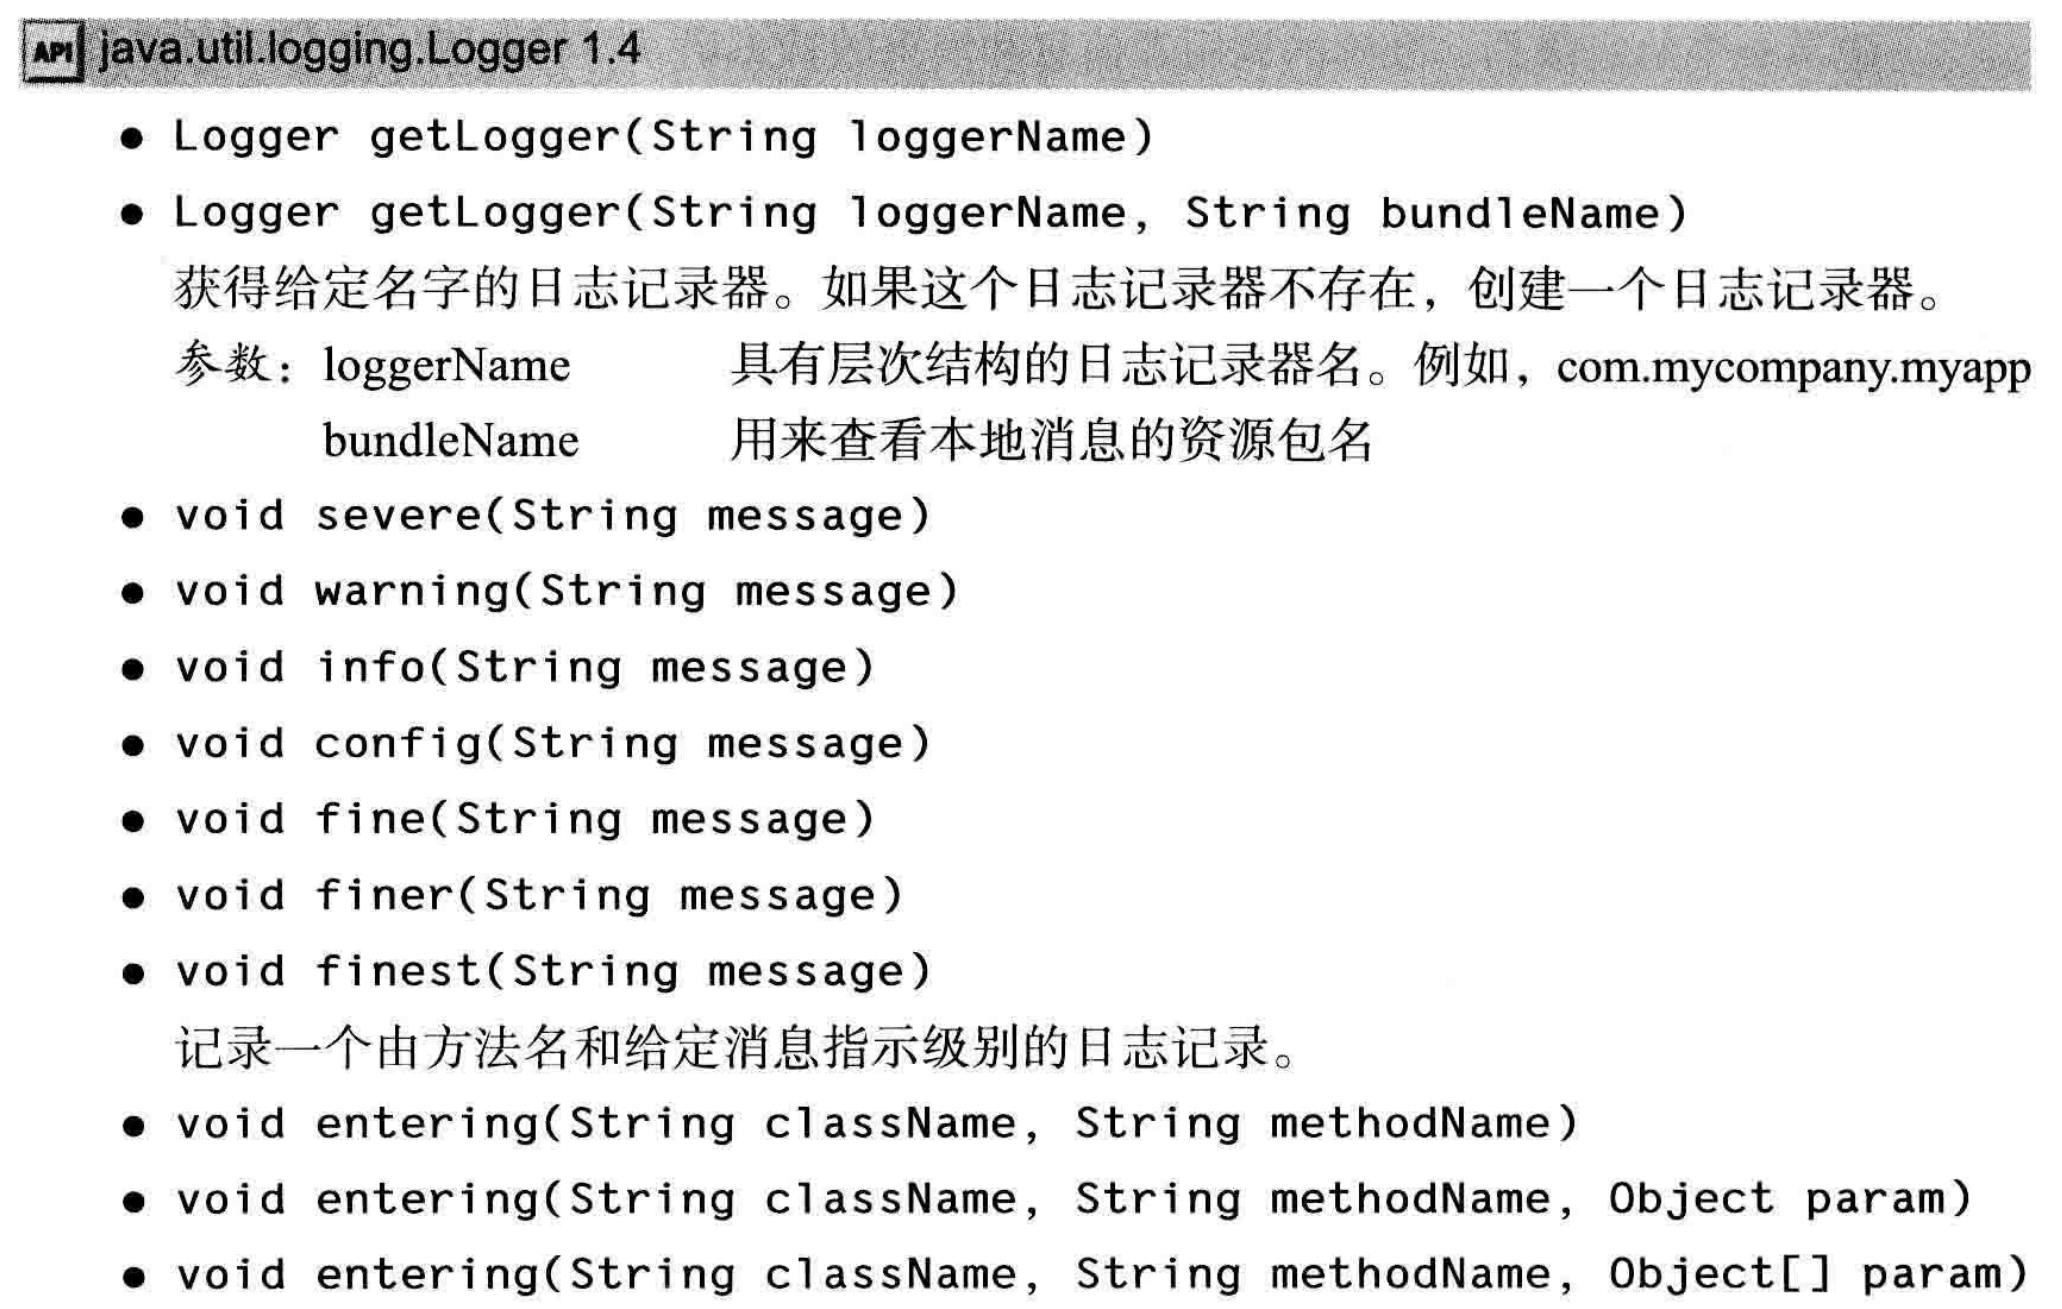 API java.util.logging.Logger 1.4
● Logger getLogger(String loggerName)
● Logger getLogger(String loggerName, String bundleName)
获得给定名字的日志记录器。如果这个日志记录器不存在，创建一个日志记录器。
参数：loggerName 具有层次结构的日志记录器名。例如，com.mycompany.myapp
bundleName 用来查看本地消息的资源包名
● void severe(String message)
● void warning(String message)
● void info(String message)
● void config(String message)
● void fine(String message)
● void finer(String message)
● void finest(String message)
记录一个由方法名和给定消息指示级别的日志记录。
● void entering(String className, String methodName)
● void entering(String className, String methodName, Object param)
● void entering(String className, String methodName, Object[] param)